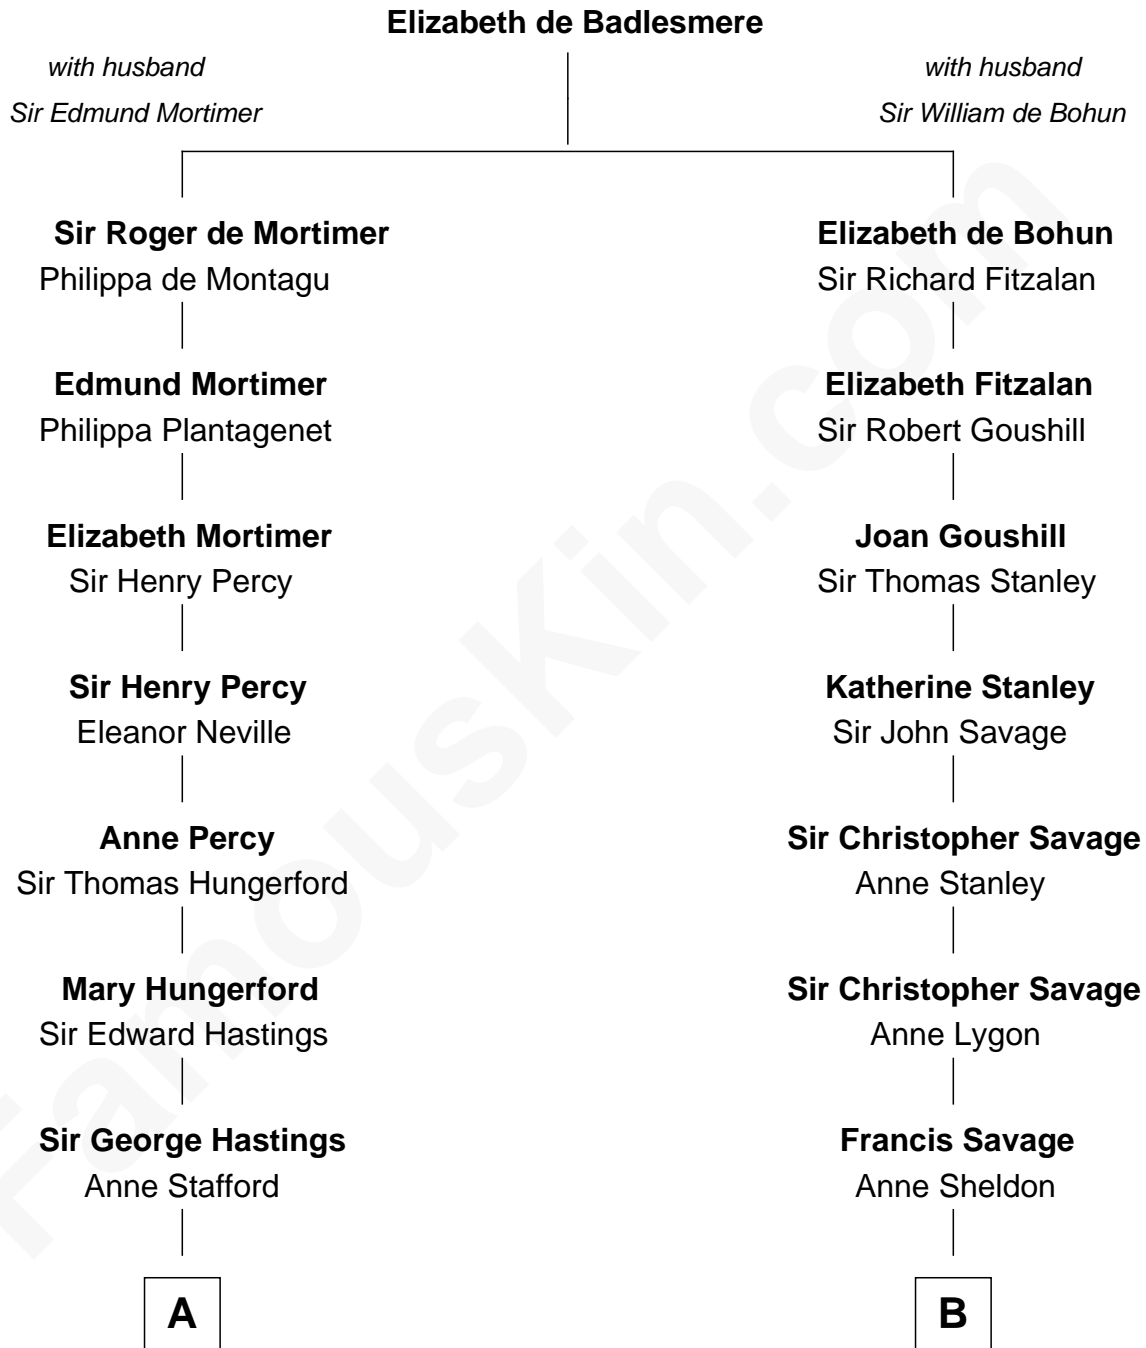 Elizabeth de Badlesmere
with husband
Sir Edmund Mortimer
with husband
Sir William de Bohun
Sir Roger de Mortimer
Philippa de Montagu
Elizabeth de Bohun
Sir Richard Fitzalan
Edmund Mortimer
Philippa Plantagenet
Elizabeth Fitzalan
Sir Robert Goushill
Elizabeth Mortimer
Sir Henry Percy
Joan Goushill
Sir Thomas Stanley
Sir Henry Percy
Eleanor Neville
Katherine Stanley
Sir John Savage
Anne Percy
Sir Thomas Hungerford
Sir Christopher Savage
Anne Stanley
Mary Hungerford
Sir Edward Hastings
Sir Christopher Savage
Anne Lygon
Sir George Hastings
Anne Stafford
Francis Savage
Anne Sheldon
A
B
FamousKin.com